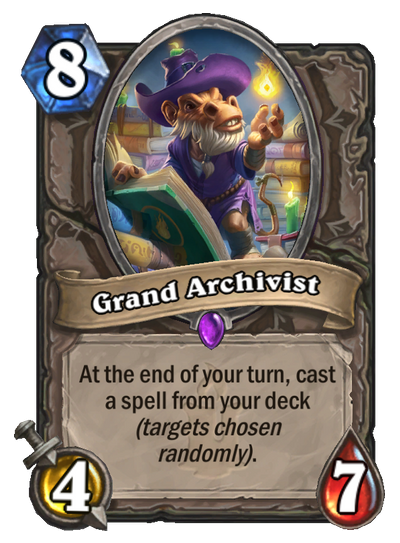 8
Grand Archivist
At the end of your turn, cast
a spell from your deck
(targets chosen
randomly).
4
7